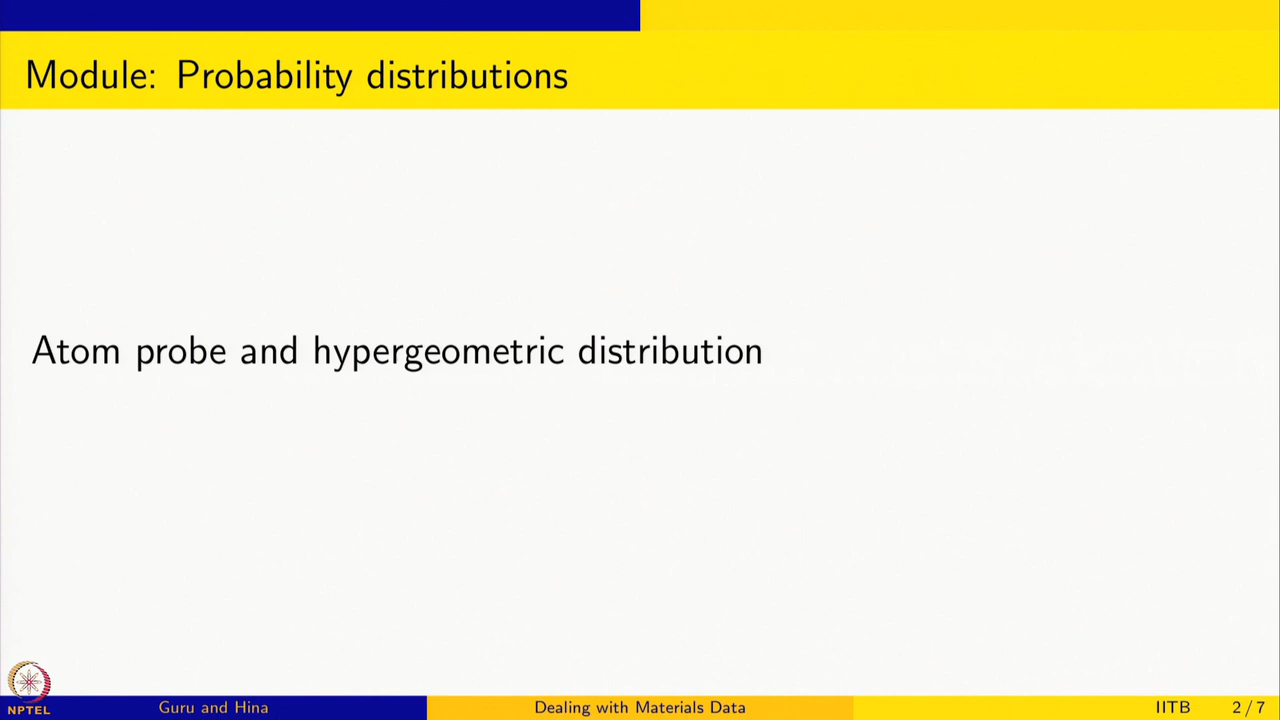 Module: Probability distributions
Atom probe and hypergeometric distribution
NPTEL
Guru and Hina
Dealing with Materials Data
IITB
2 / 7